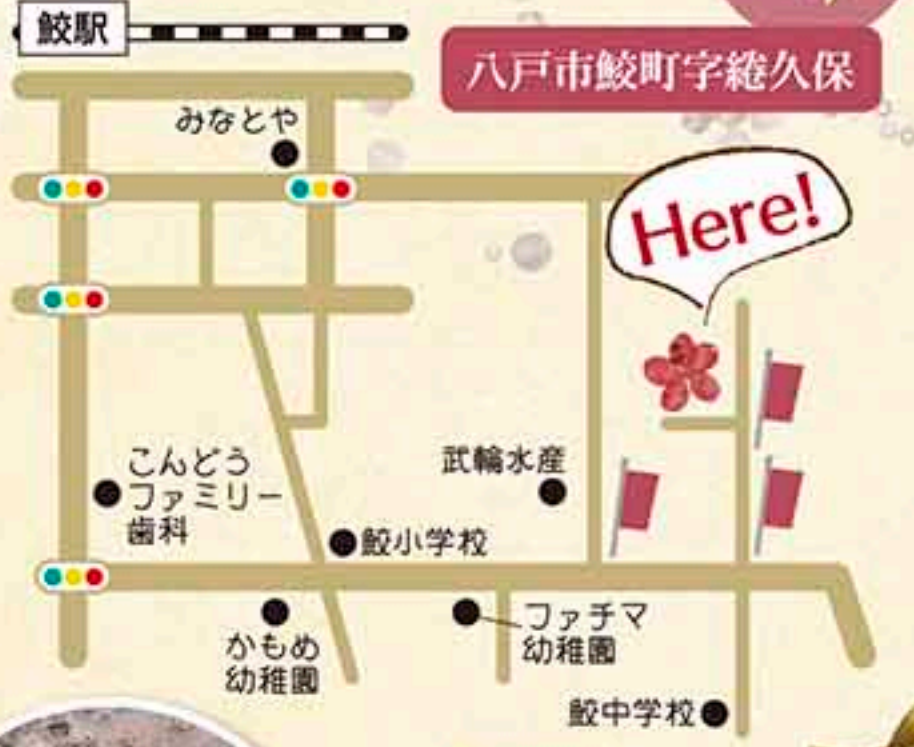 鮫駅
八戸市鮫町字綣久保
みなとや
Here!
こんどう
ファミリー
歯科
武輪水産
鮫小学校
かもめ
幼稚園
ファチマ
幼稚園
鮫中学校